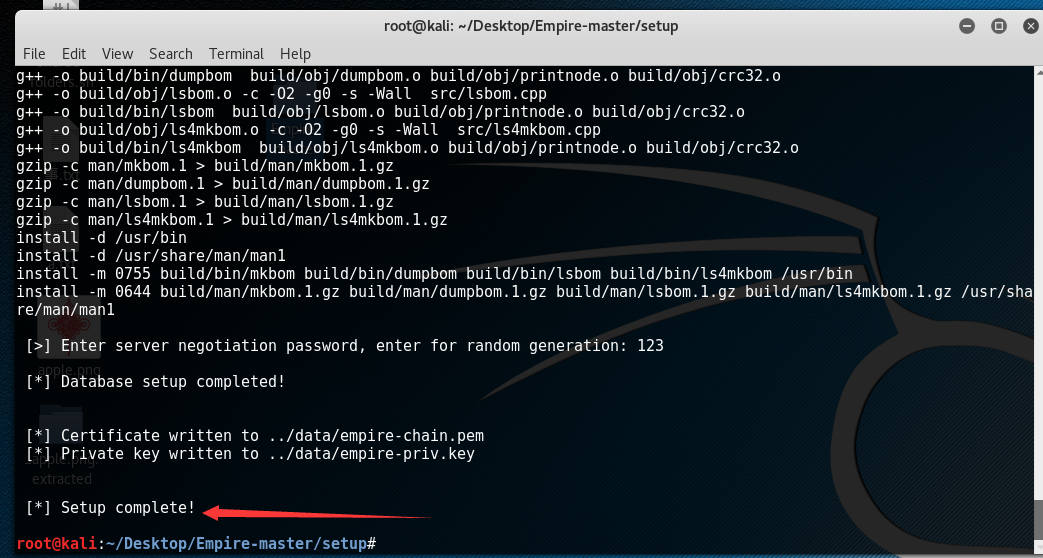 root@kali: ~/Desktop/Empire-master/setup
File Edit View Search Terminal Help
g++ -o build/bin/dumpbom  build/obj/dumpbom.o build/obj/printnode.o build/obj/crc32.o
g++ -o build/obj/lsbom.o -c -O2 -g0 -s -Wall  src/lsbom.cpp
g++ -o build/bin/lsbom  build/obj/lsbom.o build/obj/printnode.o build/obj/crc32.o
g++ -o build/obj/ls4mkbom.o -c -O2 -g0 -s -Wall  src/ls4mkbom.cpp
g++ -o build/bin/ls4mkbom  build/obj/ls4mkbom.o build/obj/printnode.o build/obj/crc32.o
gzip -c man/mkbom.1 > build/man/mkbom.1.gz
gzip -c man/dumpbom.1 > build/man/dumpbom.1.gz
gzip -c man/lsbom.1 > build/man/lsbom.1.gz
gzip -c man/ls4mkbom.1 > build/man/ls4mkbom.1.gz
install -d /usr/bin
install -d /usr/share/man/man1
install -m 0755 build/bin/mkbom build/bin/dumpbom build/bin/lsbom build/bin/ls4mkbom /usr/bin
install -m 0644 build/man/mkbom.1.gz build/man/dumpbom.1.gz build/man/lsbom.1.gz build/man/ls4mkbom.1.gz /usr/sha
re/man/man1
[>] Enter server negotiation password, enter for random generation: 123
apple.png
[*] Database setup completed!
[*] Certificate written to ../data/empire-chain.pem
[*] Private key written to ../data/empire-priv.key
_apple.png.
extracted
[*] Setup complete!
root@kali:~/Desktop/Empire-master/setup#